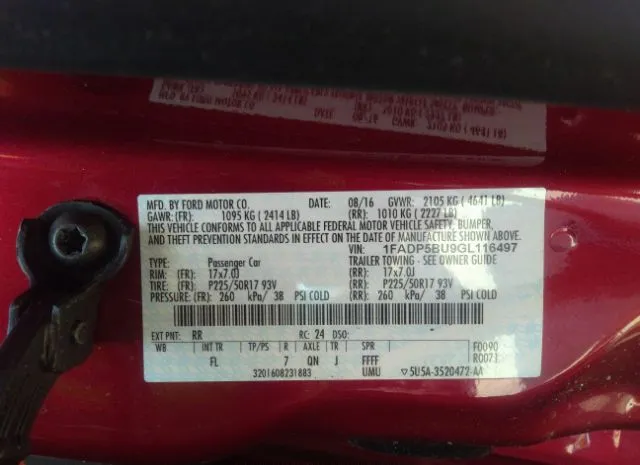 MFD. BY FORD MOTOR CO. DATE: 08/16 GVWR: 2105 KG ( 4641 LB)
GAWR: (FR) 1095 KG ( 2414 LB) (RR) 1010 KG ( 2227 LB)
THIS VEHICLE CONFORMS TO ALL APPLICABLE FEDERAL MOTOR VEHICLE SAFETY, BUMPER,
AND THEFT PREVENTION STANDARDS IN EFFECT ON THE DATE OF MANUFACTURE SHOWN ABOVE.
VIN: 1FADP5BU9GL116497
TYPE: Passenger Car TRAILER TOWING - SEE OWNER GUIDE
RIM: (FR) 17x7.0J (RR) 17x7.0J
TIRE: (FR) P225/50R17 93V (RR) P225/50R17 93V
PRESSURE: (FR) 260 kPa/ 38 PSI COLD (RR) 260 kPa/ 38 PSI COLD
EXT PNT: RR RC: 24 DSO:
WB INT TR TP/PS R AXLE TR SPR F0090
FL 7 QN J FFFF R0071
3201608231883 UMU 5U5A-3520472-AA